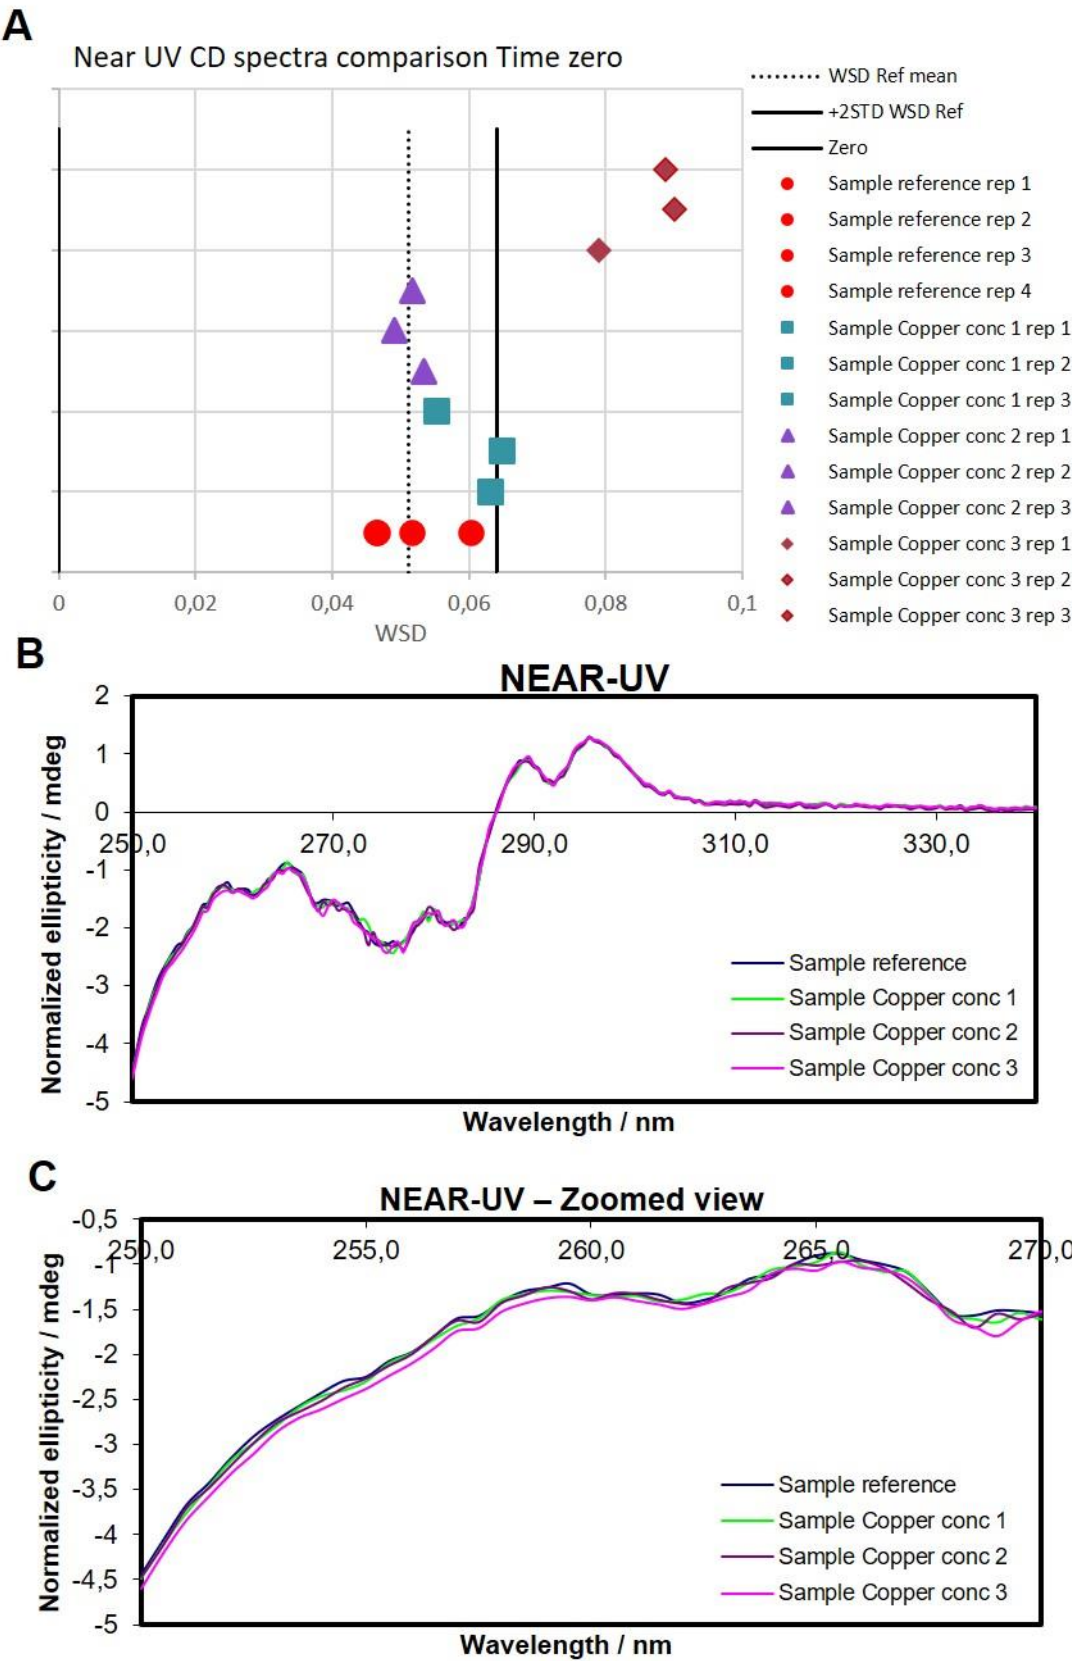 A
Near UV CD spectra comparison Time zero
WSD Ref mean
+2STD WSD Ref
Zero
Sample reference rep 1
Sample reference rep 2
Sample reference rep 3
Sample reference rep 4
Sample Copper conc 1 rep 1
Sample Copper conc 1 rep 2
Sample Copper conc 1 rep 3
Sample Copper conc 2 rep 1
Sample Copper conc 2 rep 2
Sample Copper conc 2 rep 3
Sample Copper conc 3 rep 1
Sample Copper conc 3 rep 2
Sample Copper conc 3 rep 3
0 0,02 0,04 0,06 0,08 0,1
WSD
B
NEAR-UV
Normalized ellipticity / mdeg
2
1
0
250,0 270,0 290,0 310,0 330,0
-1
-2
-3
-4
-5
Sample reference
Sample Copper conc 1
Sample Copper conc 2
Sample Copper conc 3
Wavelength / nm
C
NEAR-UV – Zoomed view
Normalized ellipticity / mdeg
-0,5
250,0 255,0 260,0 265,0 270,0
-1
-1,5
-2
-2,5
-3
-3,5
-4
-4,5
-5
Sample reference
Sample Copper conc 1
Sample Copper conc 2
Sample Copper conc 3
Wavelength / nm